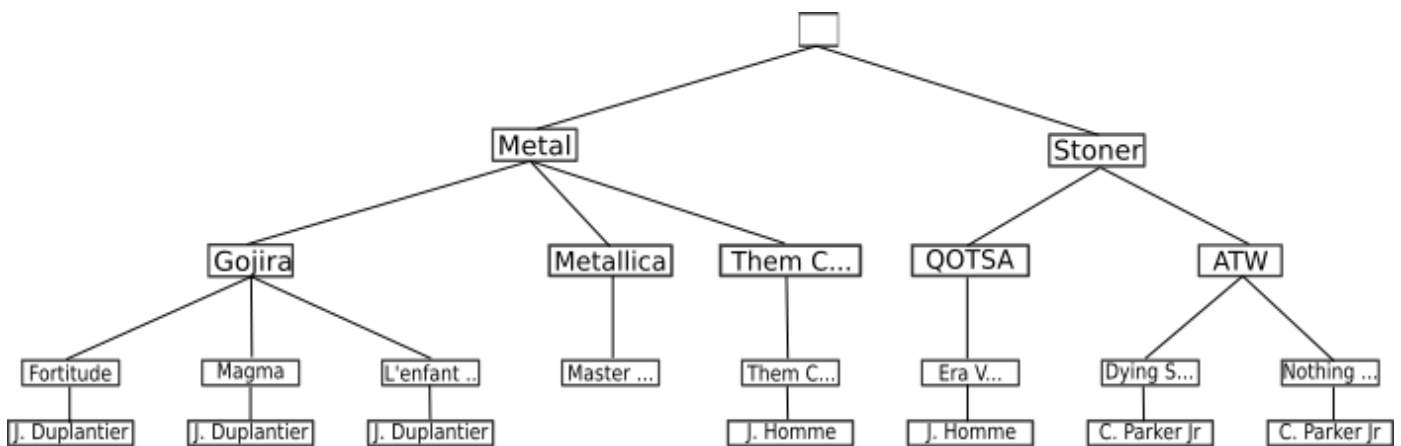 Metal
Stoner
Gojira
Metallica
Them C...
QOTSA
ATW
Fortitude
Magma
L'enfant ..
Master ...
Them C...
Era V...
Dying S...
Nothing ...
J. Duplantier
J. Duplantier
J. Duplantier
J. Homme
J. Homme
C. Parker Jr
C. Parker Jr